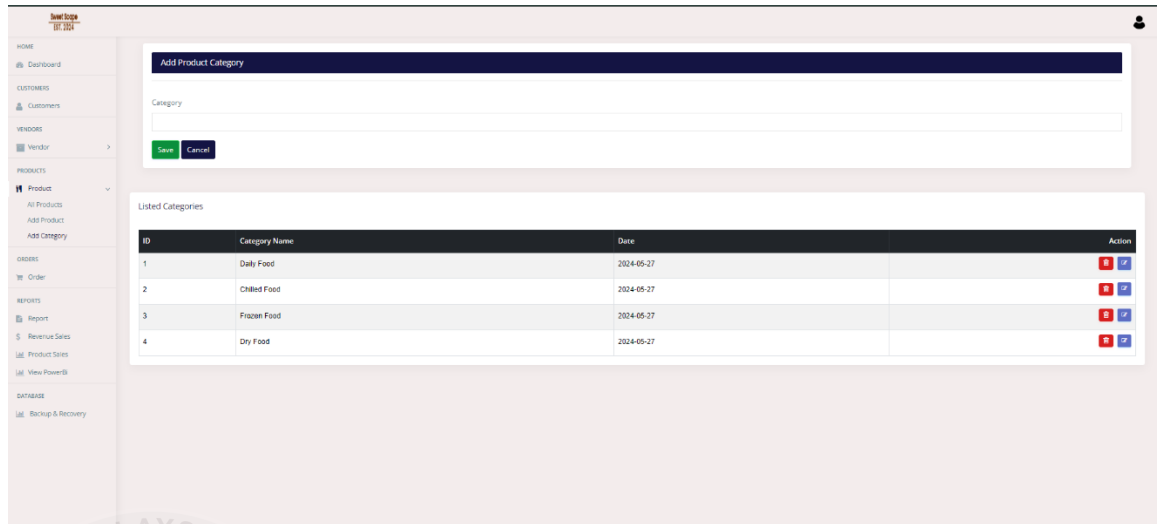 Sweet Scope
EST. 2024
HOME
Dashboard
CUSTOMERS
Customers
VENDORS
Vendor
PRODUCTS
Product
All Products
Add Product
Add Category
ORDERS
Order
REPORTS
Report
Revenue Sales
Product Sales
View PowerBi
DATABASE
Backup & Recovery
Add Product Category
Category
Save Cancel
Listed Categories
ID Category Name Date Action
1 Daily Food 2024-05-27
2 Chilled Food 2024-05-27
3 Frozen Food 2024-05-27
4 Dry Food 2024-05-27